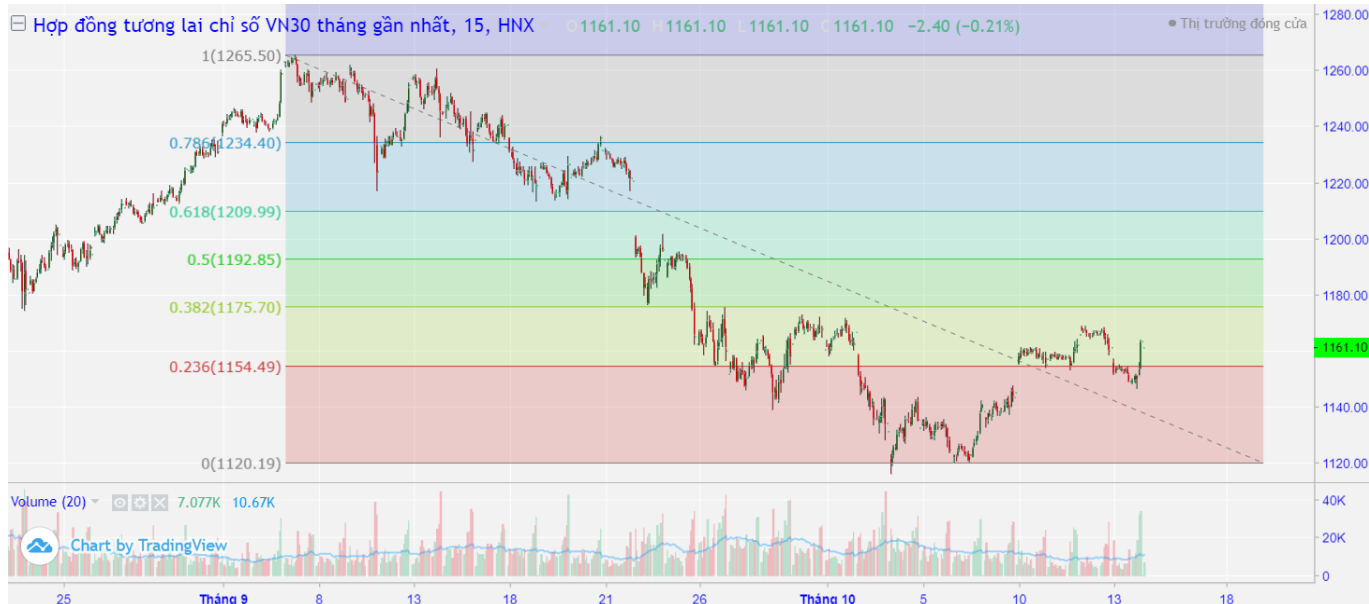 Hợp đồng tương lai chỉ số VN30 tháng gần nhất, 15, HNX O1161.10 H1161.10 L1161.10 C1161.10 −2.40 (−0.21%)
Thị trường đóng cửa
1280.00
1(1265.50)
1260.00
1240.00
0.786(1234.40)
1220.00
0.618(1209.99)
1200.00
0.5(1192.85)
1180.00
0.382(1175.70)
1161.10
0.236(1154.49)
1140.00
0(1120.19)
1120.00
Volume (20) 7.077K 10.67K
40K
Chart by TradingView
20K
0
25 Tháng 9 8 13 18 21 26 Tháng 10 5 10 13 18